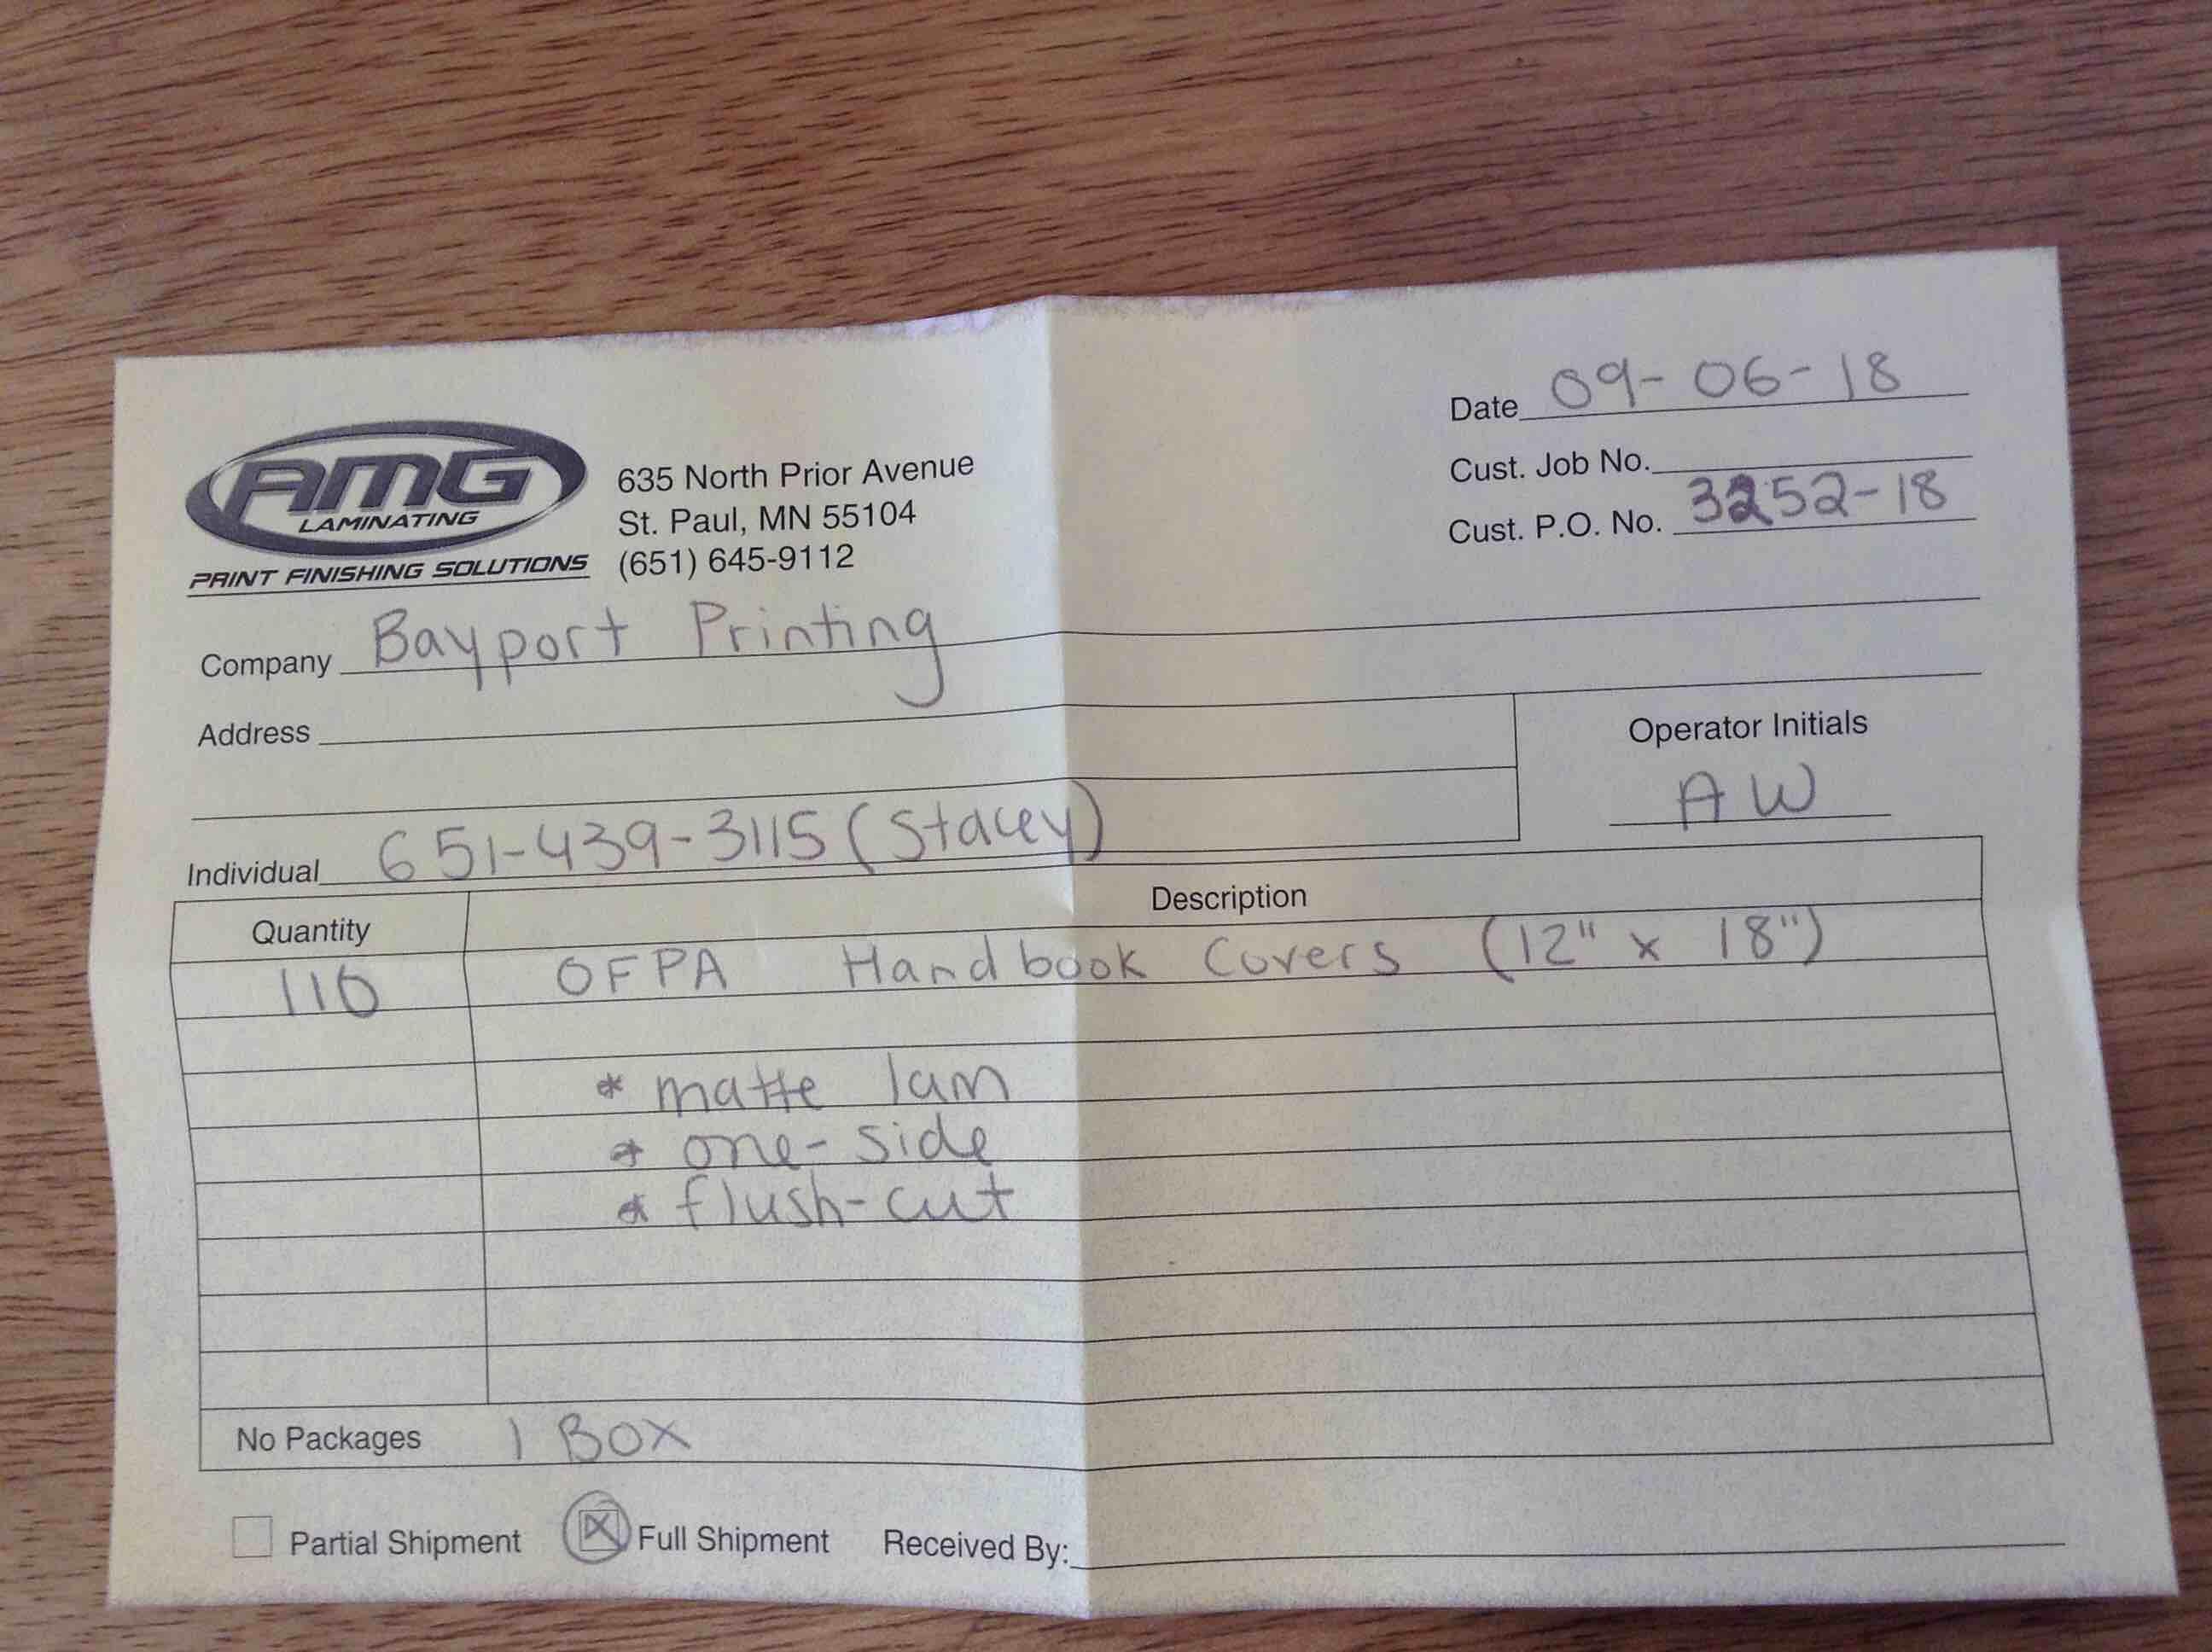 AMG
LAMINATING
PRINT FINISHING SOLUTIONS
635 North Prior Avenue
St. Paul, MN 55104
(651) 645-9112
Date 09-06-18
Cust. Job No.
Cust. P.O. No. 3252-18
Company Bayport Printing
Address
Operator Initials
AW
Individual 651-439-3115 (Stacey)
Quantity Description
110 OFPA Handbook Covers (12" x 18")
* matte lam
* one-side
* flush-cut
No Packages 1 Box
Partial Shipment Full Shipment Received By: